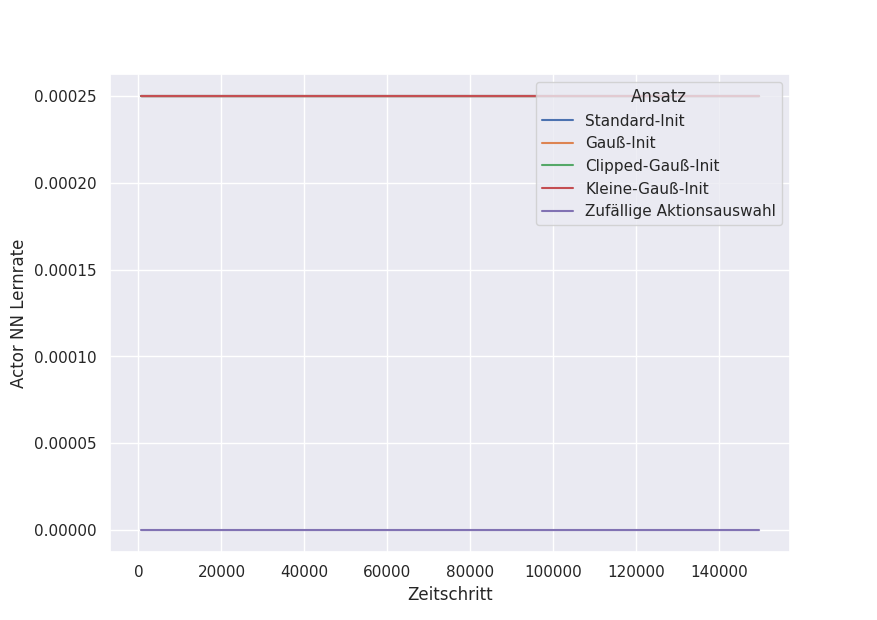 Actor NN Lernrate
0.00025
0.00020
0.00015
0.00010
0.00005
0.00000
Ansatz
Standard-Init
Gauß-Init
Clipped-Gauß-Init
Kleine-Gauß-Init
Zufällige Aktionsauswahl
0 20000 40000 60000 80000 100000 120000 140000
Zeitschritt